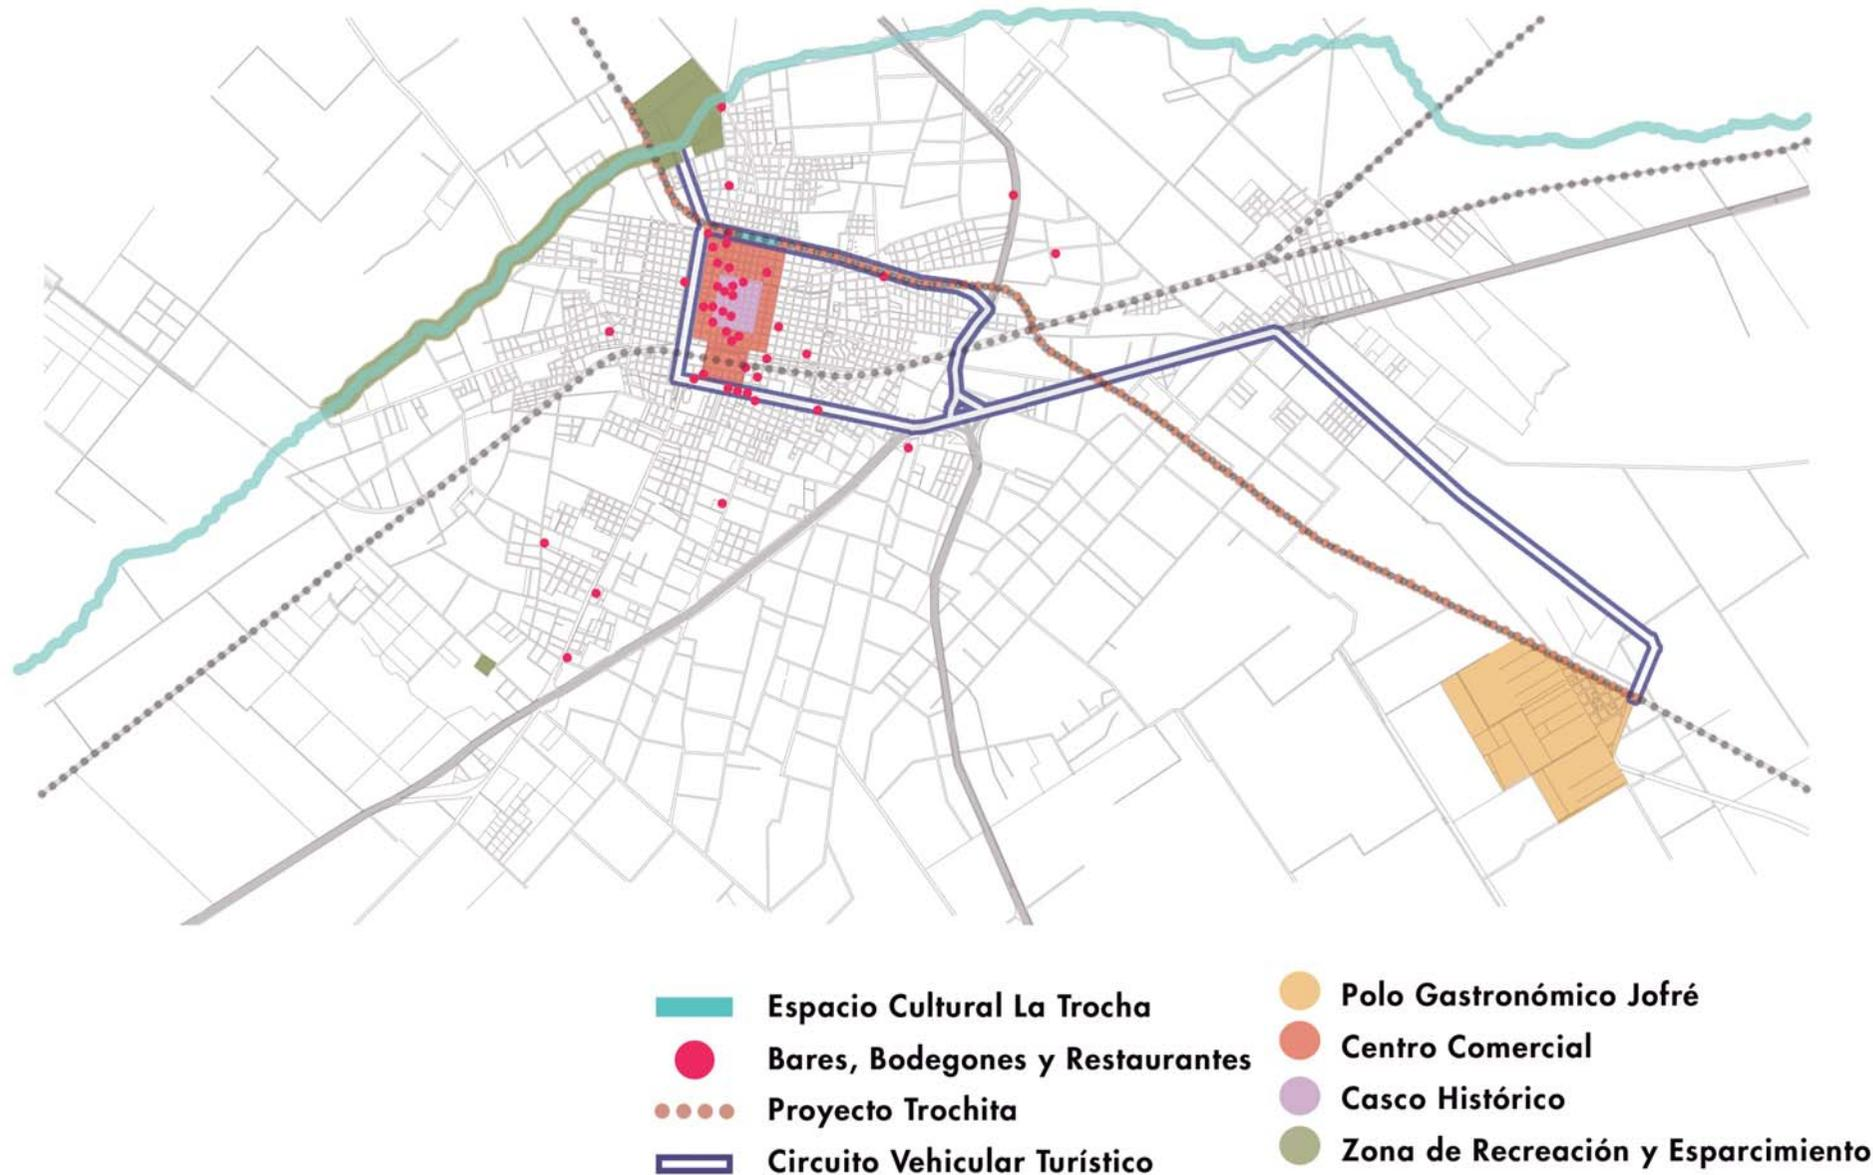 Espacio Cultural La Trocha
Bares, Bodegones y Restaurantes
Proyecto Trochita
Circuito Vehicular Turístico
Polo Gastronómico Jofré
Centro Comercial
Casco Histórico
Zona de Recreación y Esparcimiento